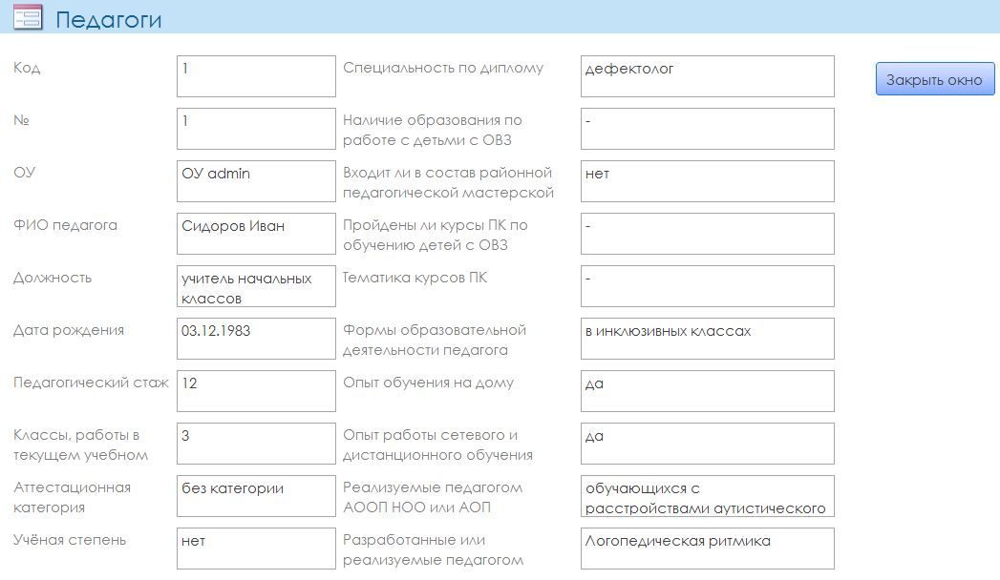 Педагоги
Код
1
Специальность по диплому
дефектолог
Закрыть окно
№
1
Наличие образования по
работе с детьми с ОВЗ
-
ОУ
ОУ admin
Входит ли в состав районной
педагогической мастерской
нет
ФИО педагога
Сидоров Иван
Пройдены ли курсы ПК по
обучению детей с ОВЗ
-
Должность
учитель начальных
классов
Тематика курсов ПК
-
Дата рождения
03.12.1983
Формы образовательной
деятельности педагога
в инклюзивных классах
Педагогический стаж
12
Опыт обучения на дому
да
Классы, работы в
текущем учебном
3
Опыт работы сетевого и
дистанционного обучения
да
Аттестационная
категория
без категории
Реализуемые педагогом
АООП НОО или АОП
обучающихся с
расстройствами аутистического
Учёная степень
нет
Разработанные или
реализуемые педагогом
Логопедическая ритмика